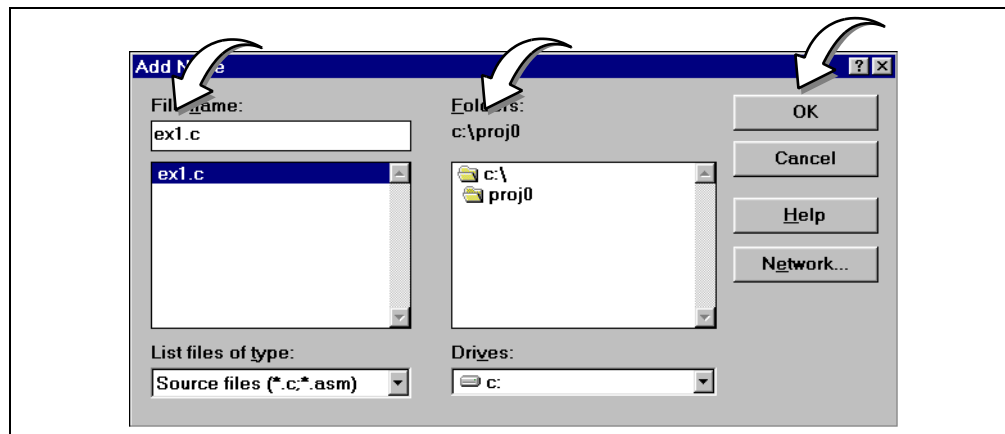 Add Node
File name:
ex1.c
ex1.c
List files of type:
Source files (*.c;*.asm)
Folders:
c:\proj0
c:\
proj0
Drives:
c:
OK
Cancel
Help
Network...